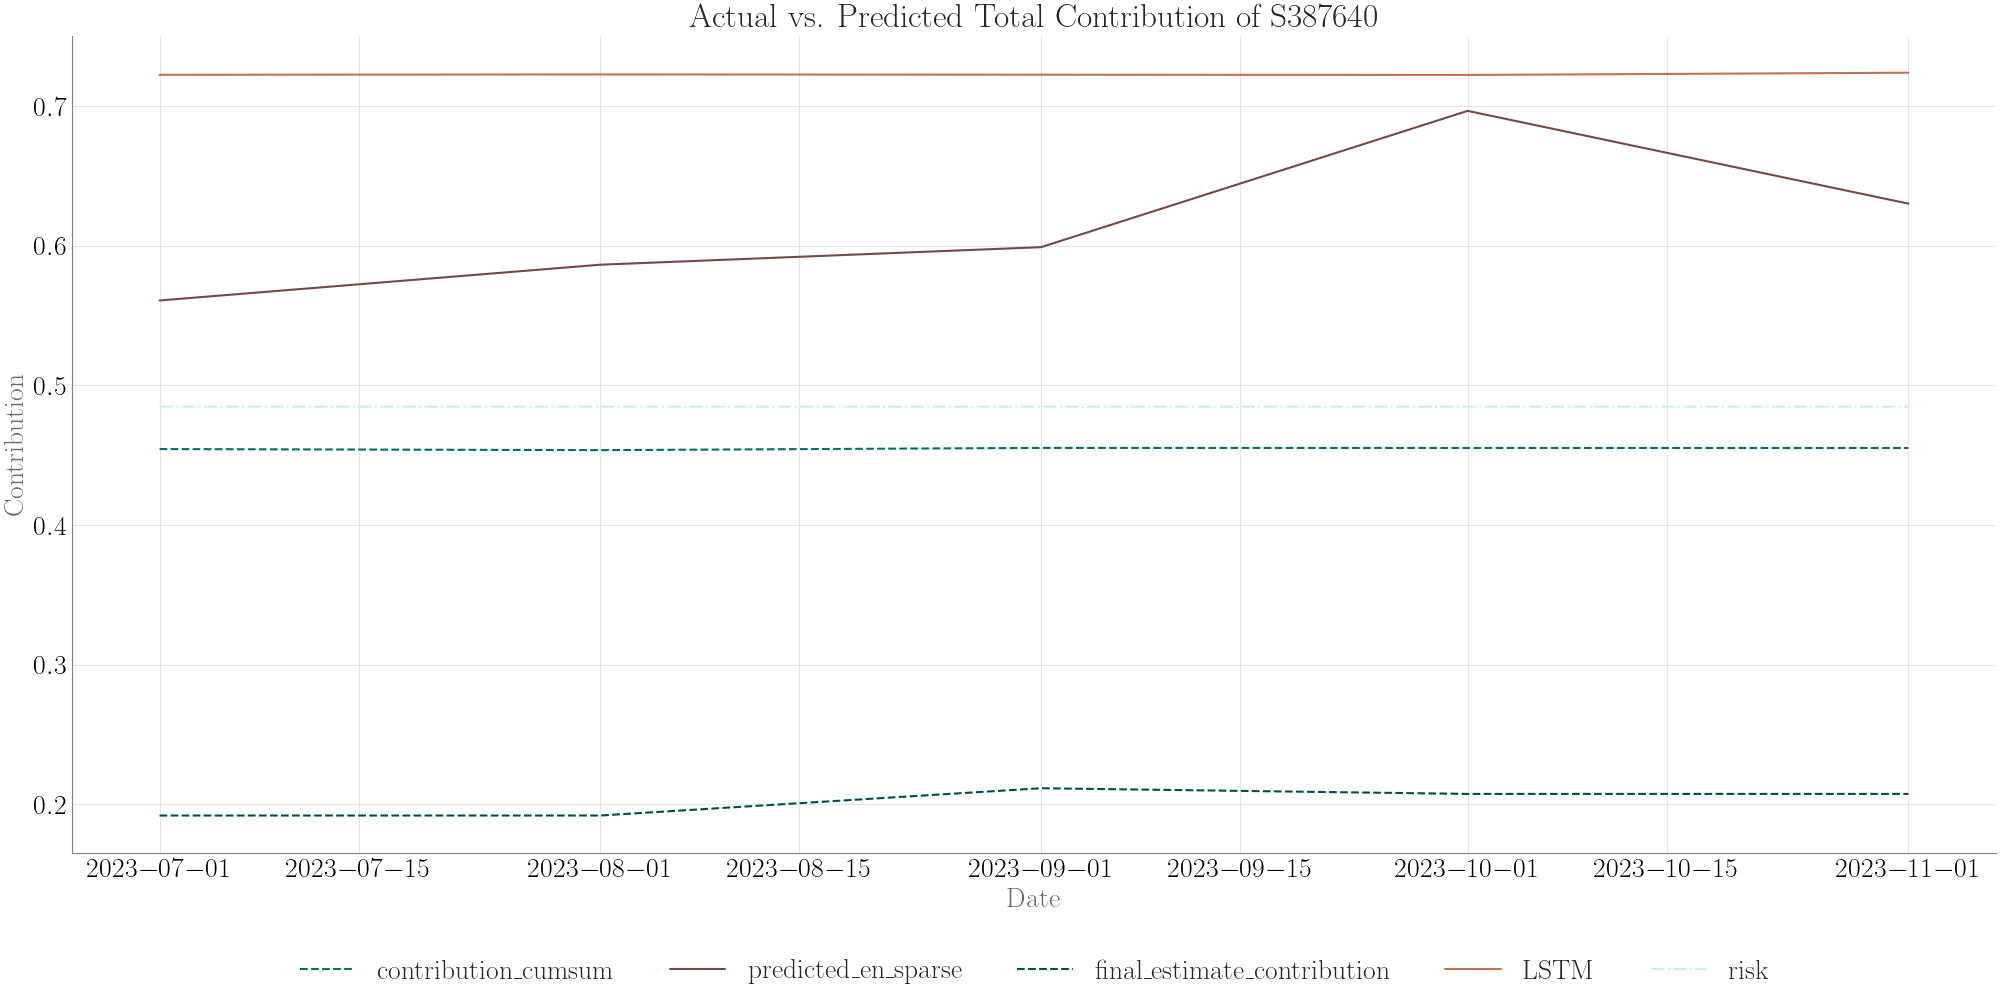 Actual vs. Predicted Total Contribution of S387640
Contribution
0.7
0.6
0.5
0.4
0.3
0.2
2023−07−01 2023−07−15 2023−08−01 2023−08−15 2023−09−01 2023−09−15 2023−10−01 2023−10−15 2023−11−01
Date
contribution_cumsum predicted_en_sparse final_estimate_contribution LSTM risk